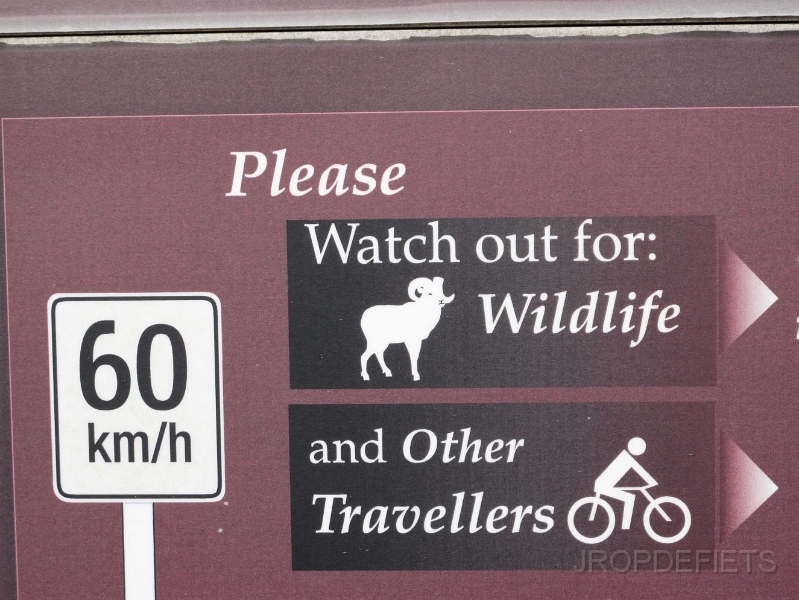 Please
Watch out for:
Wildlife
60
km/h
and Other
Travellers
JROPDEFIETS